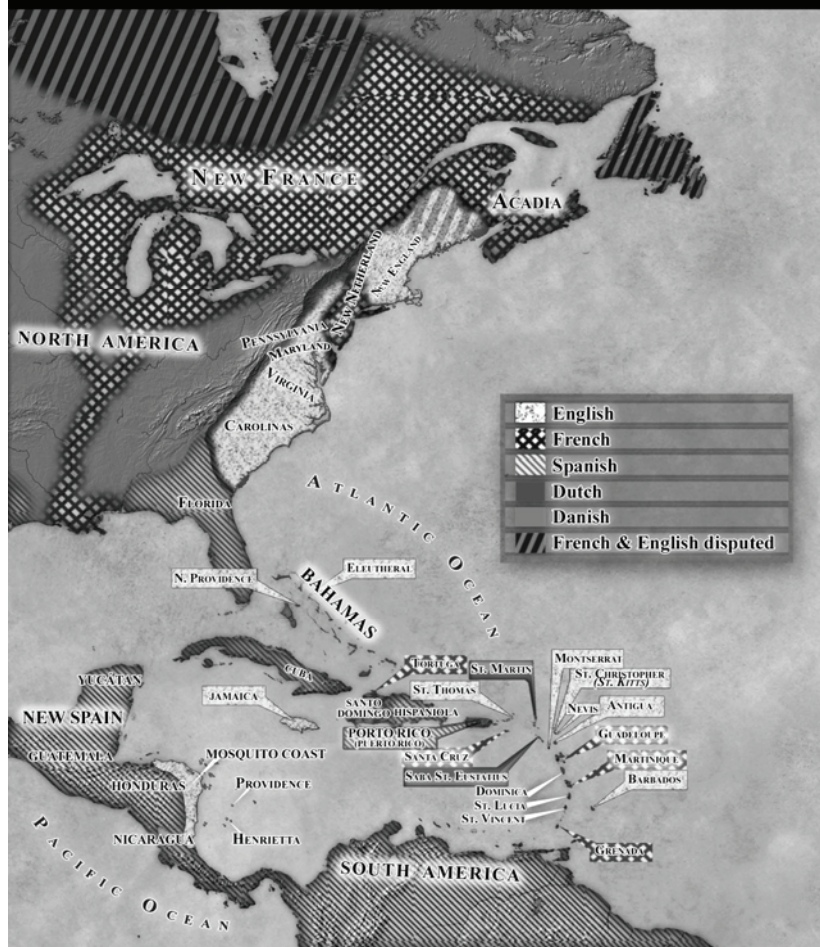 New France
Acadia
New England
New Netherland
North America
Pennsylvania
Maryland
Virginia
Carolinas
English
French
Spanish
Dutch
Danish
French & English disputed
Florida
Atlantic Ocean
N. Providence
Eleutheral
Bahamas
Cuba
Tortuga
St. Martin
Montserrat
St. Christopher
(St. Kitts)
Yucatan
Jamaica
St. Thomas
Nevis
Antigua
New Spain
Santo
Domingo
Hispaniola
Porto Rico
(Puerto Rico)
Guadeloupe
Guatemala
Mosquito Coast
Santa Cruz
Martinique
Saba St. Eustatius
Honduras
Providence
Dominica
Barbados
St. Lucia
St. Vincent
Nicaragua
Henrietta
Grenada
South America
Pacific Ocean